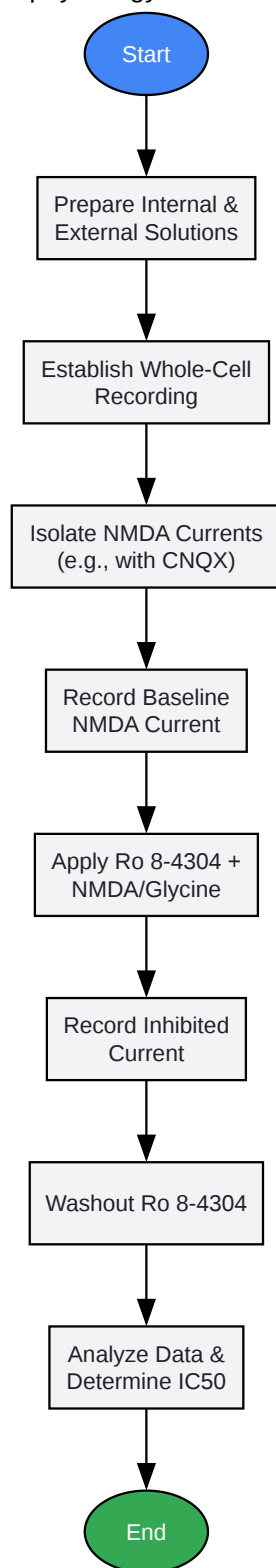 Start
Prepare Internal &
External Solutions
Establish Whole-Cell
Recording
Isolate NMDA Currents
(e.g., with CNQX)
Record Baseline
NMDA Current
Apply Ro 8-4304 +
NMDA/Glycine
Record Inhibited
Current
Washout Ro 8-4304
Analyze Data &
Determine IC50
End